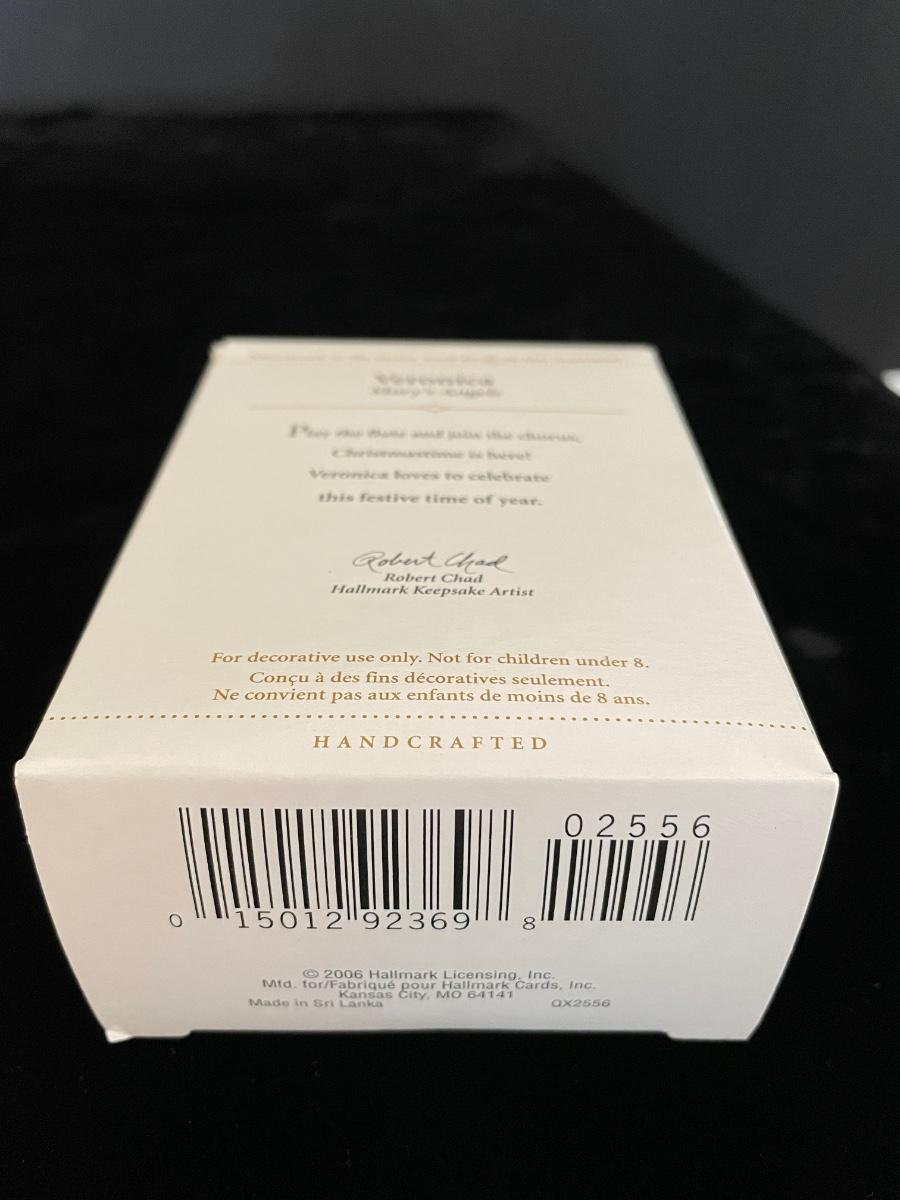 Veronica
Mary's Angels
Play the flute and join the chorus,
Christmastime is here!
Veronica loves to celebrate
this festive time of year.
Robert Chad
Robert Chad
Hallmark Keepsake Artist
For decorative use only. Not for children under 8.
Conçu à des fins décoratives seulement.
Ne convient pas aux enfants de moins de 8 ans.
HANDCRAFTED
02556
0 15012 92369 8
© 2006 Hallmark Licensing, Inc.
Mfd. for/Fabriqué pour Hallmark Cards, Inc.
Kansas City, MO 64141
Made in Sri Lanka QX2556